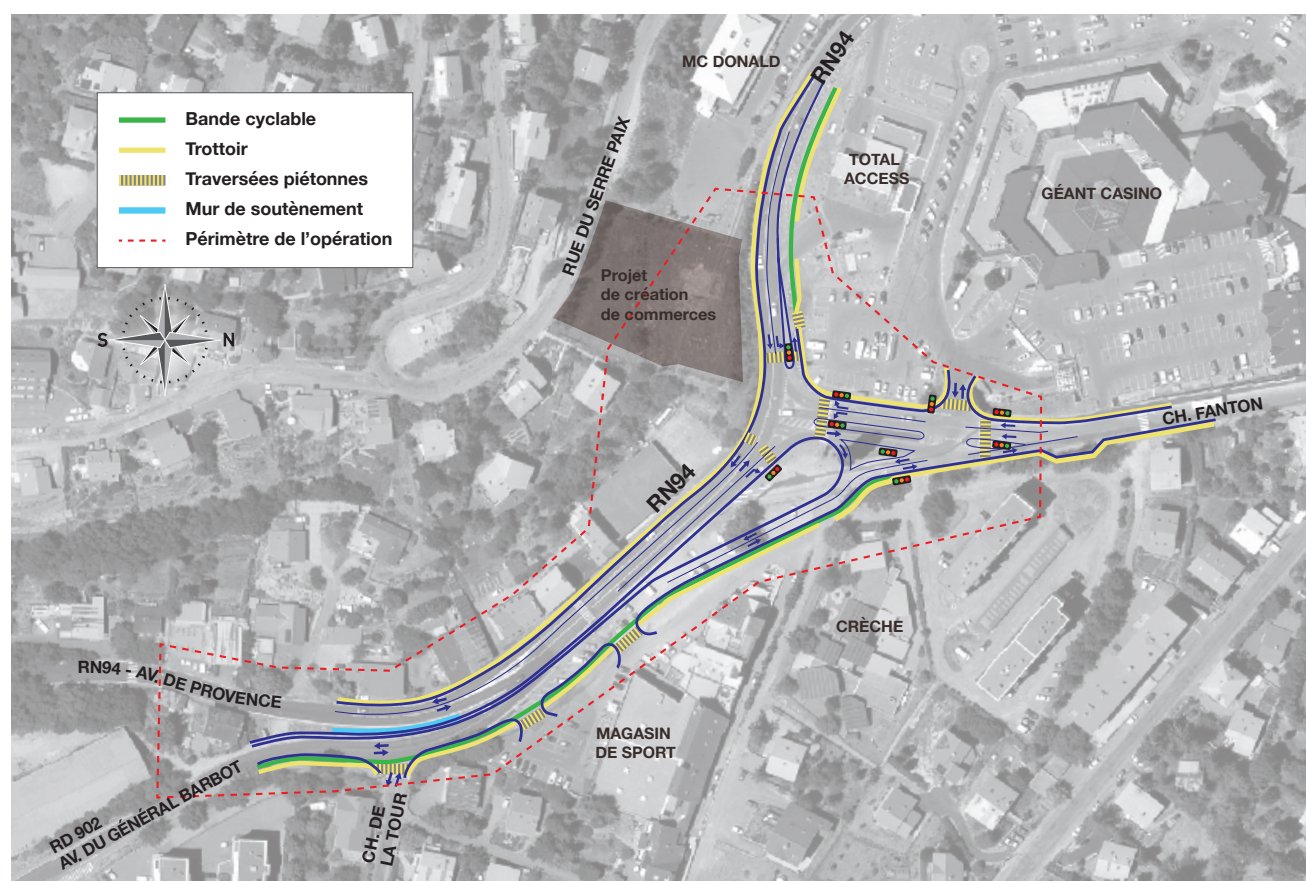 MC DONALD
RN94
Bande cyclable
Trottoir
Traversées piétonnes
Mur de soutènement
Périmètre de l'opération
RUE DU SERRE PAIX
TOTAL
ACCESS
GÉANT CASINO
Projet
de création
de commerces
S
N
CH. FANTON
RN94
CRÈCHE
RN94 - AV. DE PROVENCE
MAGASIN
DE SPORT
RD 902
AV. DU GÉNÉRAL BARBOT
CH. DE
LA TOUR